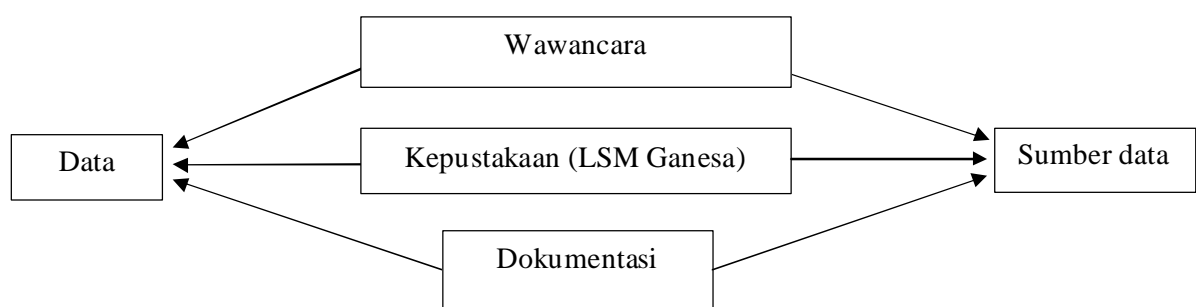 Wawancara
Data
Kepustakaan (LSM Ganesa)
Sumber data
Dokumentasi